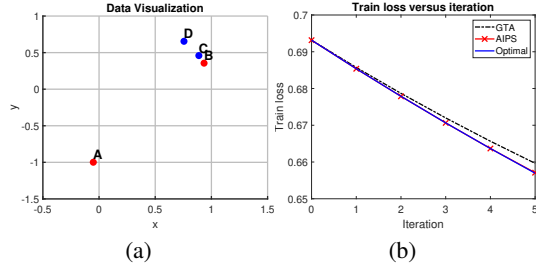 Data Visualization
1
0.5
0
-0.5
-1
-1.5
y
D
C
B
A
-0.5
0
0.5
1
1.5
x
(a)
Train loss versus iteration
0.7
0.69
0.68
0.67
0.66
0.65
Train loss
GTA
AIPS
Optimal
0
1
2
3
4
5
Iteration
(b)